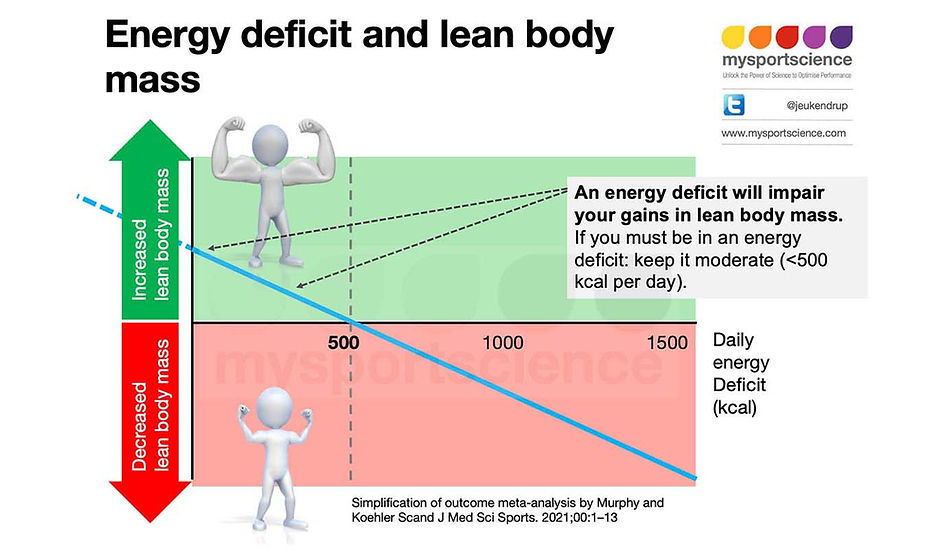 Energy deficit and lean body
mass
mysportscience
Unlock the Power of Science to Optimise Performance
@jeukendrup
www.mysportscience.com
Increased
lean body mass
Decreased
lean body mass
An energy deficit will impair
your gains in lean body mass.
If you must be in an energy
deficit: keep it moderate (<500
kcal per day).
500
1000
1500
Daily
energy
Deficit
(kcal)
mysportscience
Simplification of outcome meta-analysis by Murphy and
Koehler Scand J Med Sci Sports. 2021;00:1–13